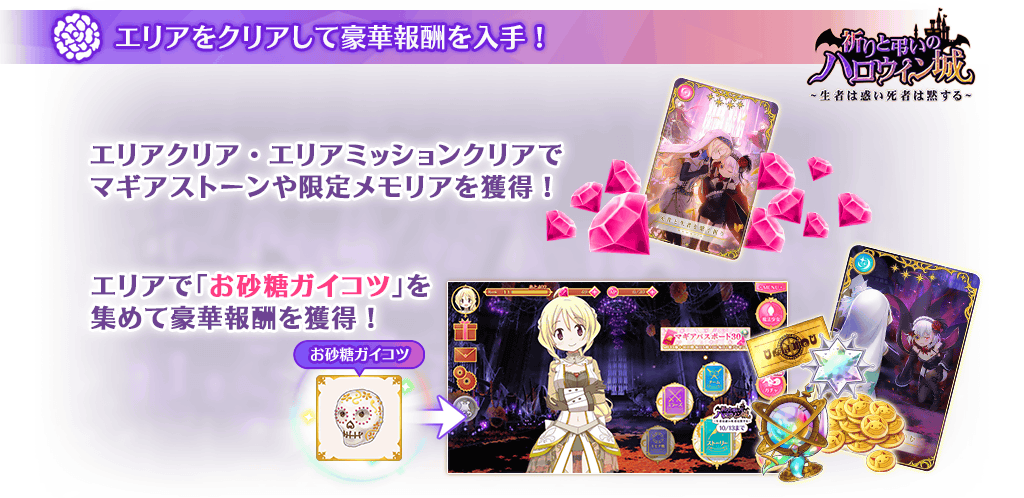 エリアをクリアして豪華報酬を入手！
祈りと弔いの
ハロウィン城
~生者は惑い死者は黙する~
エリアクリア・エリアミッションクリアで
マギアストーンや限定メモリアを獲得！
エリアで「お砂糖ガイコツ」を
集めて豪華報酬を獲得！
お砂糖ガイコツ
マギアパスポート30
チーム
ストーリー
10/13まで